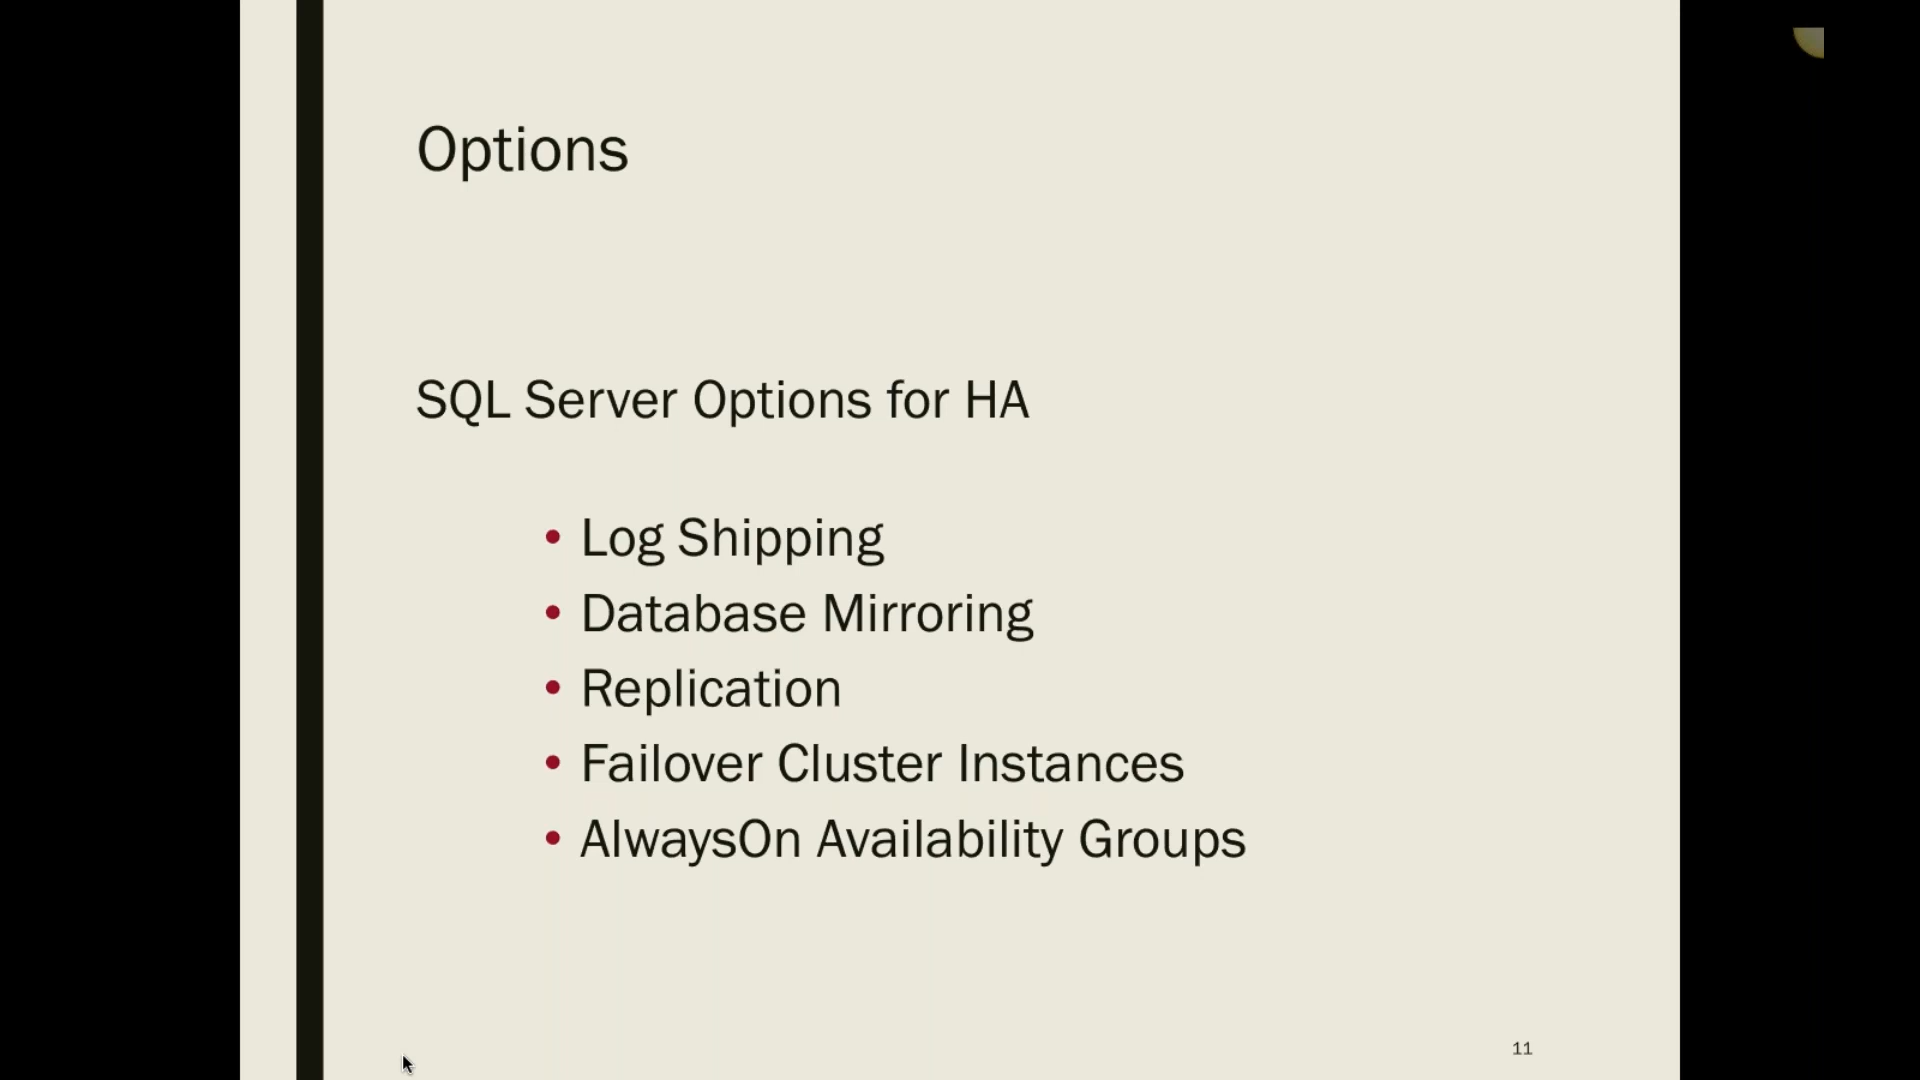 Options
SQL Server Options for HA
• Log Shipping
• Database Mirroring
• Replication
• Failover Cluster Instances
• AlwaysOn Availability Groups
11